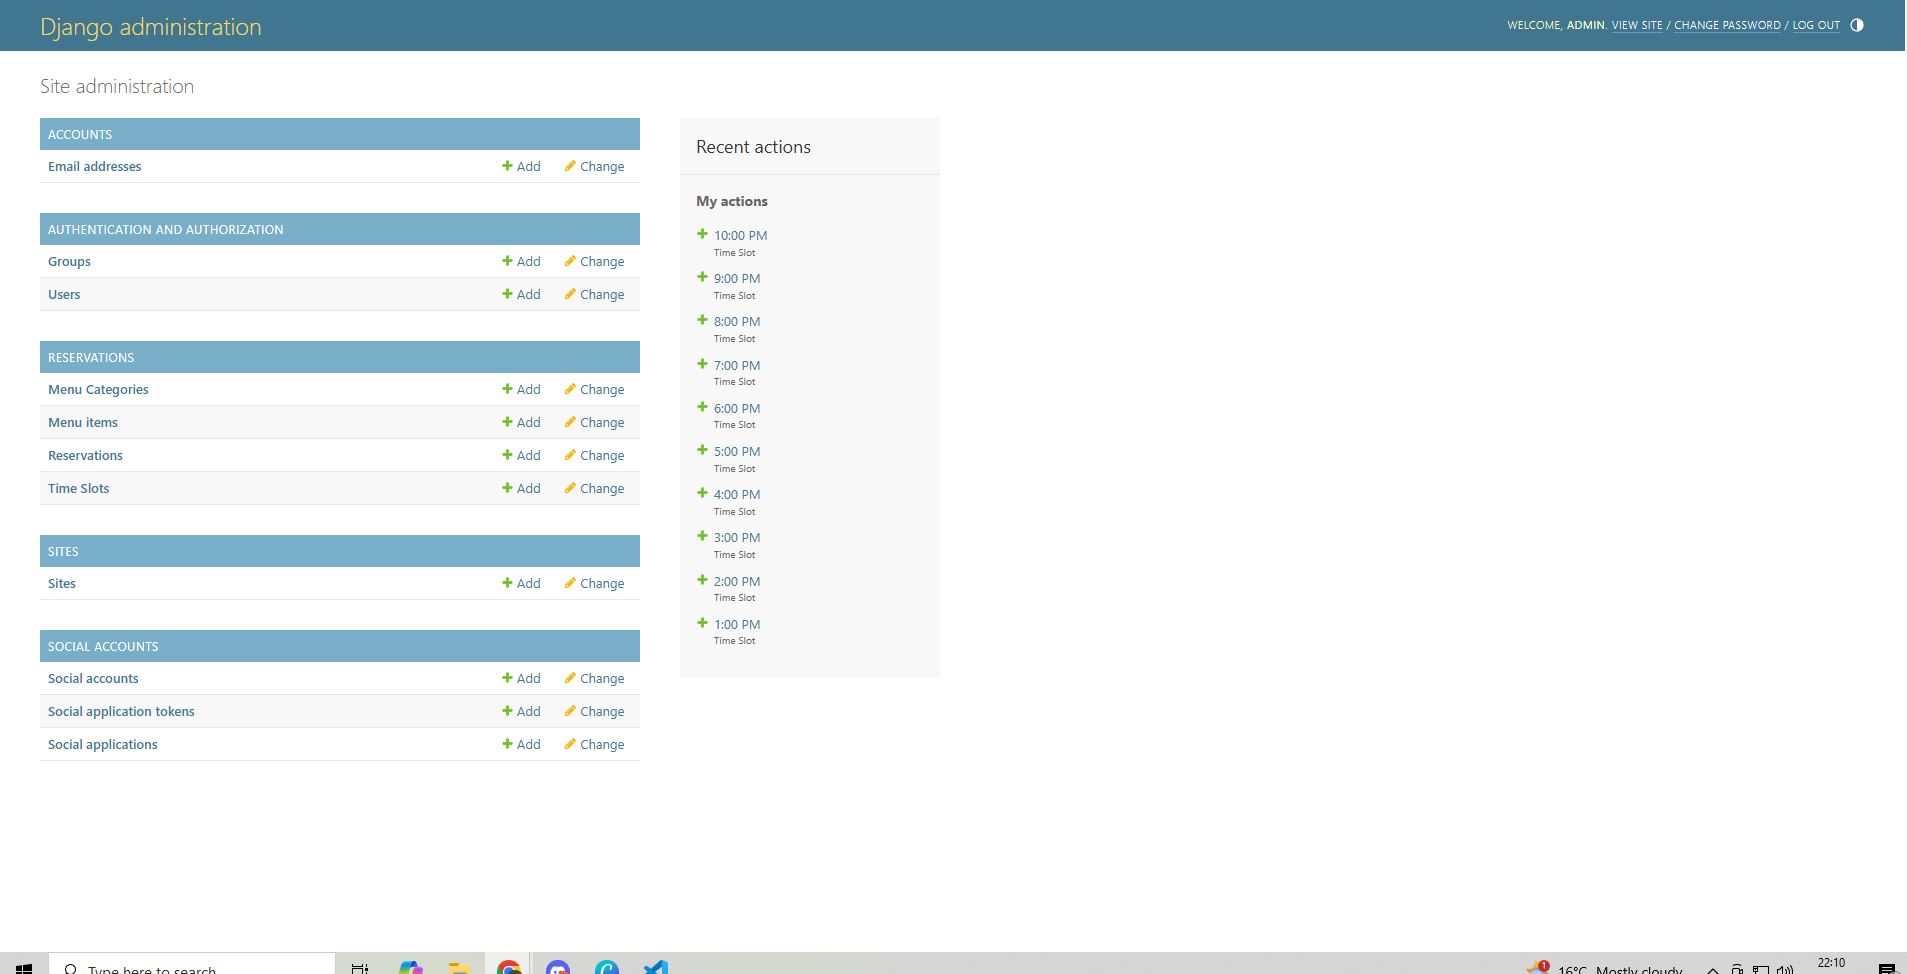 Django administration
WELCOME, ADMIN. VIEW SITE / CHANGE PASSWORD / LOG OUT
Site administration
ACCOUNTS
Email addresses Add Change
AUTHENTICATION AND AUTHORIZATION
Groups Add Change
Users Add Change
RESERVATIONS
Menu Categories Add Change
Menu items Add Change
Reservations Add Change
Time Slots Add Change
SITES
Sites Add Change
SOCIAL ACCOUNTS
Social accounts Add Change
Social application tokens Add Change
Social applications Add Change
Recent actions
My actions
10:00 PM
Time Slot
9:00 PM
Time Slot
8:00 PM
Time Slot
7:00 PM
Time Slot
6:00 PM
Time Slot
5:00 PM
Time Slot
4:00 PM
Time Slot
3:00 PM
Time Slot
2:00 PM
Time Slot
1:00 PM
Time Slot
Type here to search
1
16°C Mostly cloudy
22:10